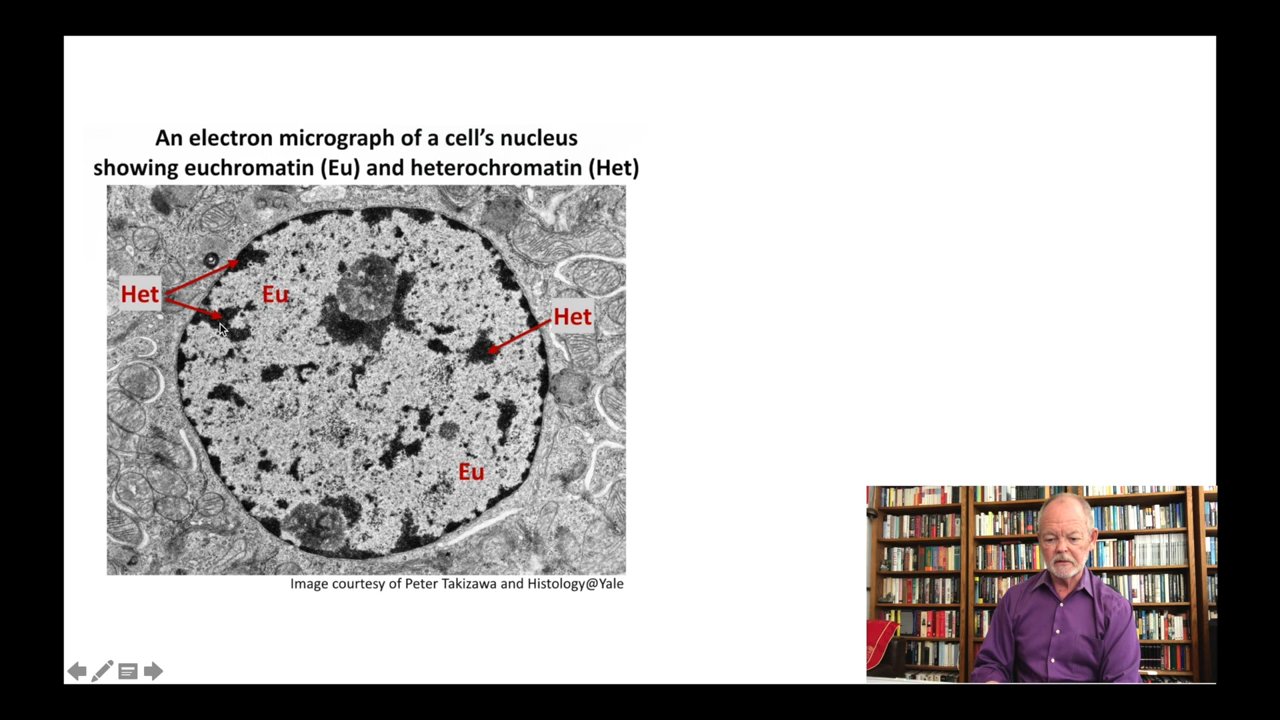 An electron micrograph of a cell’s nucleus
showing euchromatin (Eu) and heterochromatin (Het)
Het
Eu
Het
Eu
Image courtesy of Peter Takizawa and Histology@Yale